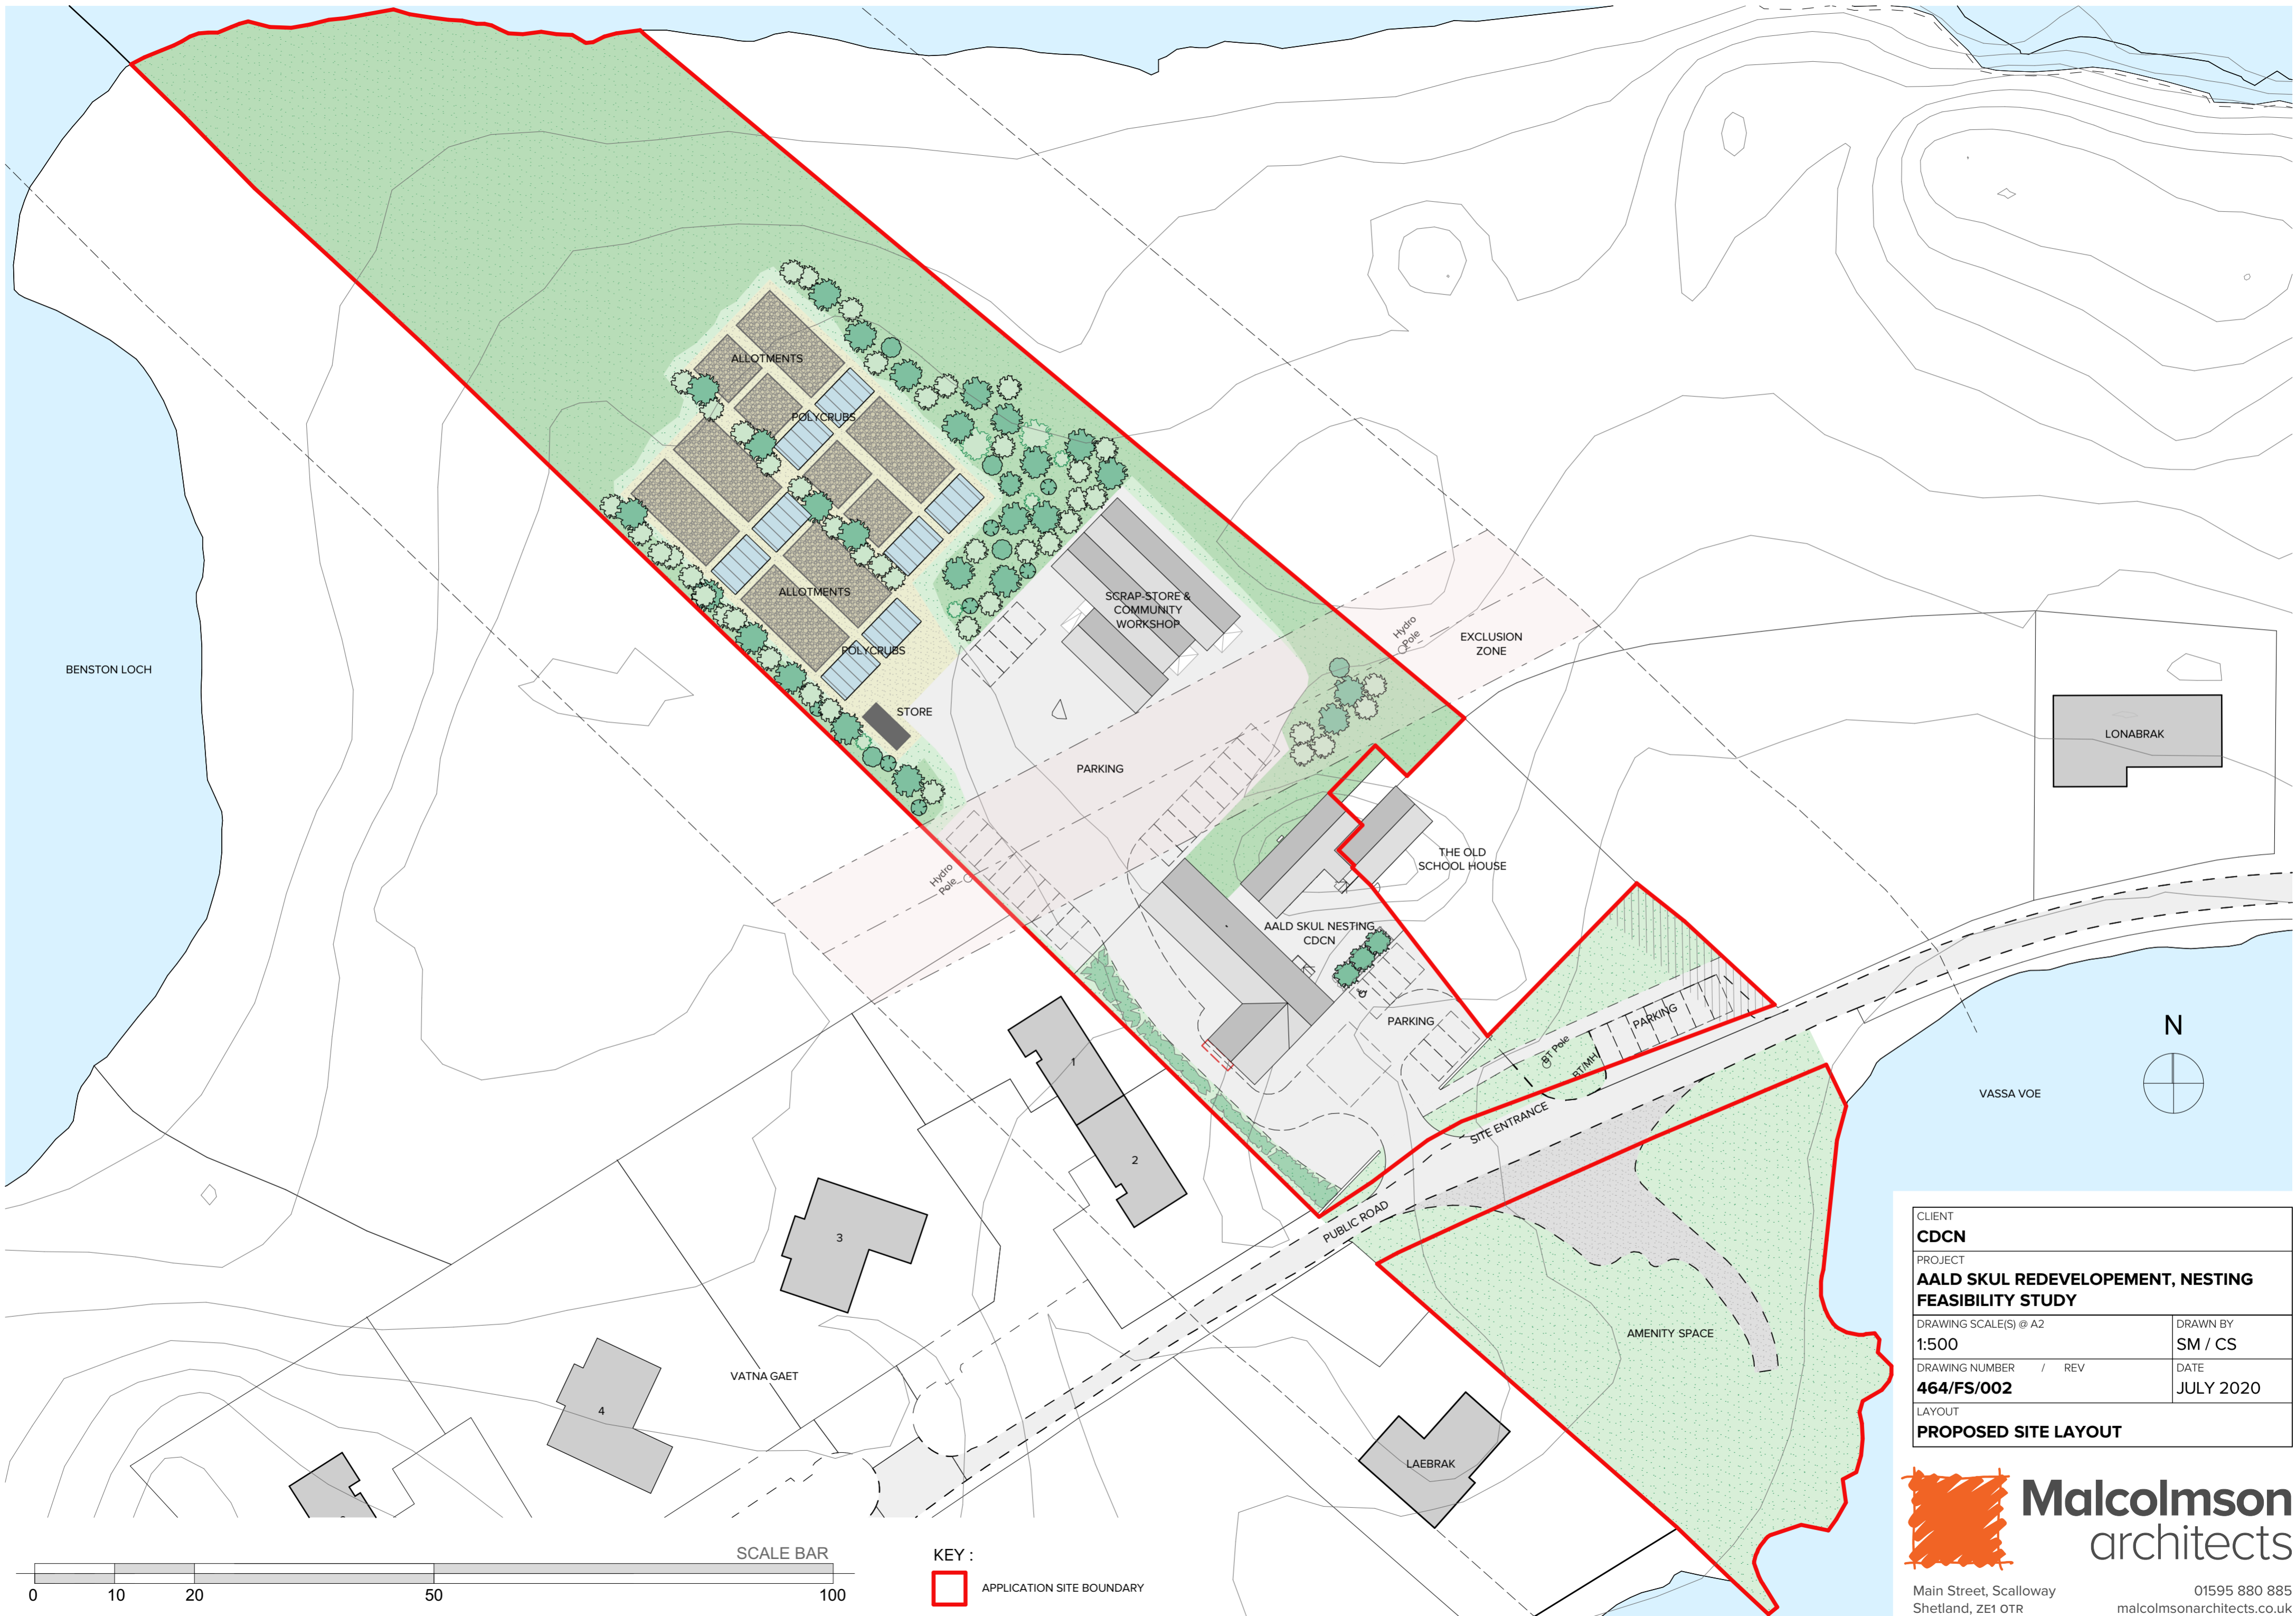 ALLOTMENTS
POLYCRUBS
SCRAP-STORE &
COMMUNITY
WORKSHOP
ALLOTMENTS
POLYCRUBS
Hydro
Pole
EXCLUSION
ZONE
BENSTON LOCH
STORE
LONABRAK
PARKING
THE OLD
SCHOOL HOUSE
Hydro
Pole
AALD SKUL NESTING
CDCN
PARKING
PARKING
BT Pole
BT/MH
N
VASSA VOE
SITE ENTRANCE
PUBLIC ROAD
1
2
3
4
VATNA GAET
AMENITY SPACE
LAEBRAK
CLIENT
CDCN
PROJECT
AALD SKUL REDEVELOPEMENT, NESTING
FEASIBILITY STUDY
DRAWING SCALE(S) @ A2
1:500
DRAWN BY
SM / CS
DRAWING NUMBER / REV
464/FS/002
DATE
JULY 2020
LAYOUT
PROPOSED SITE LAYOUT
Malcolmson
architects
Main Street, Scalloway
Shetland, ZE1 0TR
01595 880 885
malcolmsonarchitects.co.uk
SCALE BAR
0 10 20 50 100
KEY :
APPLICATION SITE BOUNDARY